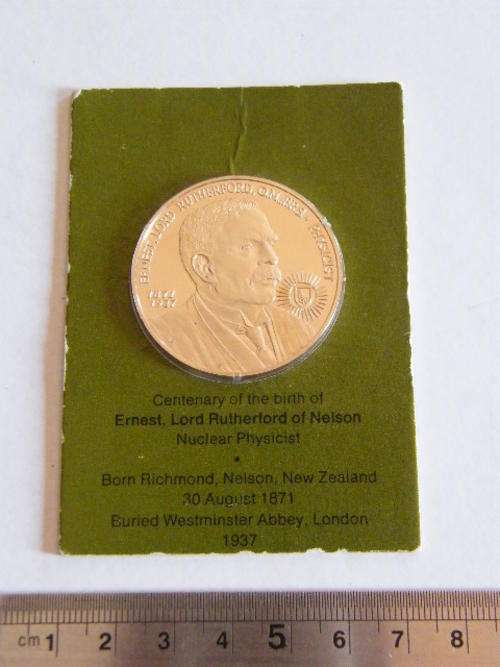 ERNEST LORD RUTHERFORD, O.M., F.R.S., PHYSICIST
1871
1937
Centenary of the birth of
Ernest, Lord Rutherford of Nelson
Nuclear Physicist
•
Born Richmond, Nelson, New Zealand
30 August 1871
Buried Westminster Abbey, London
1937
cm 1 2 3 4 5 6 7 8